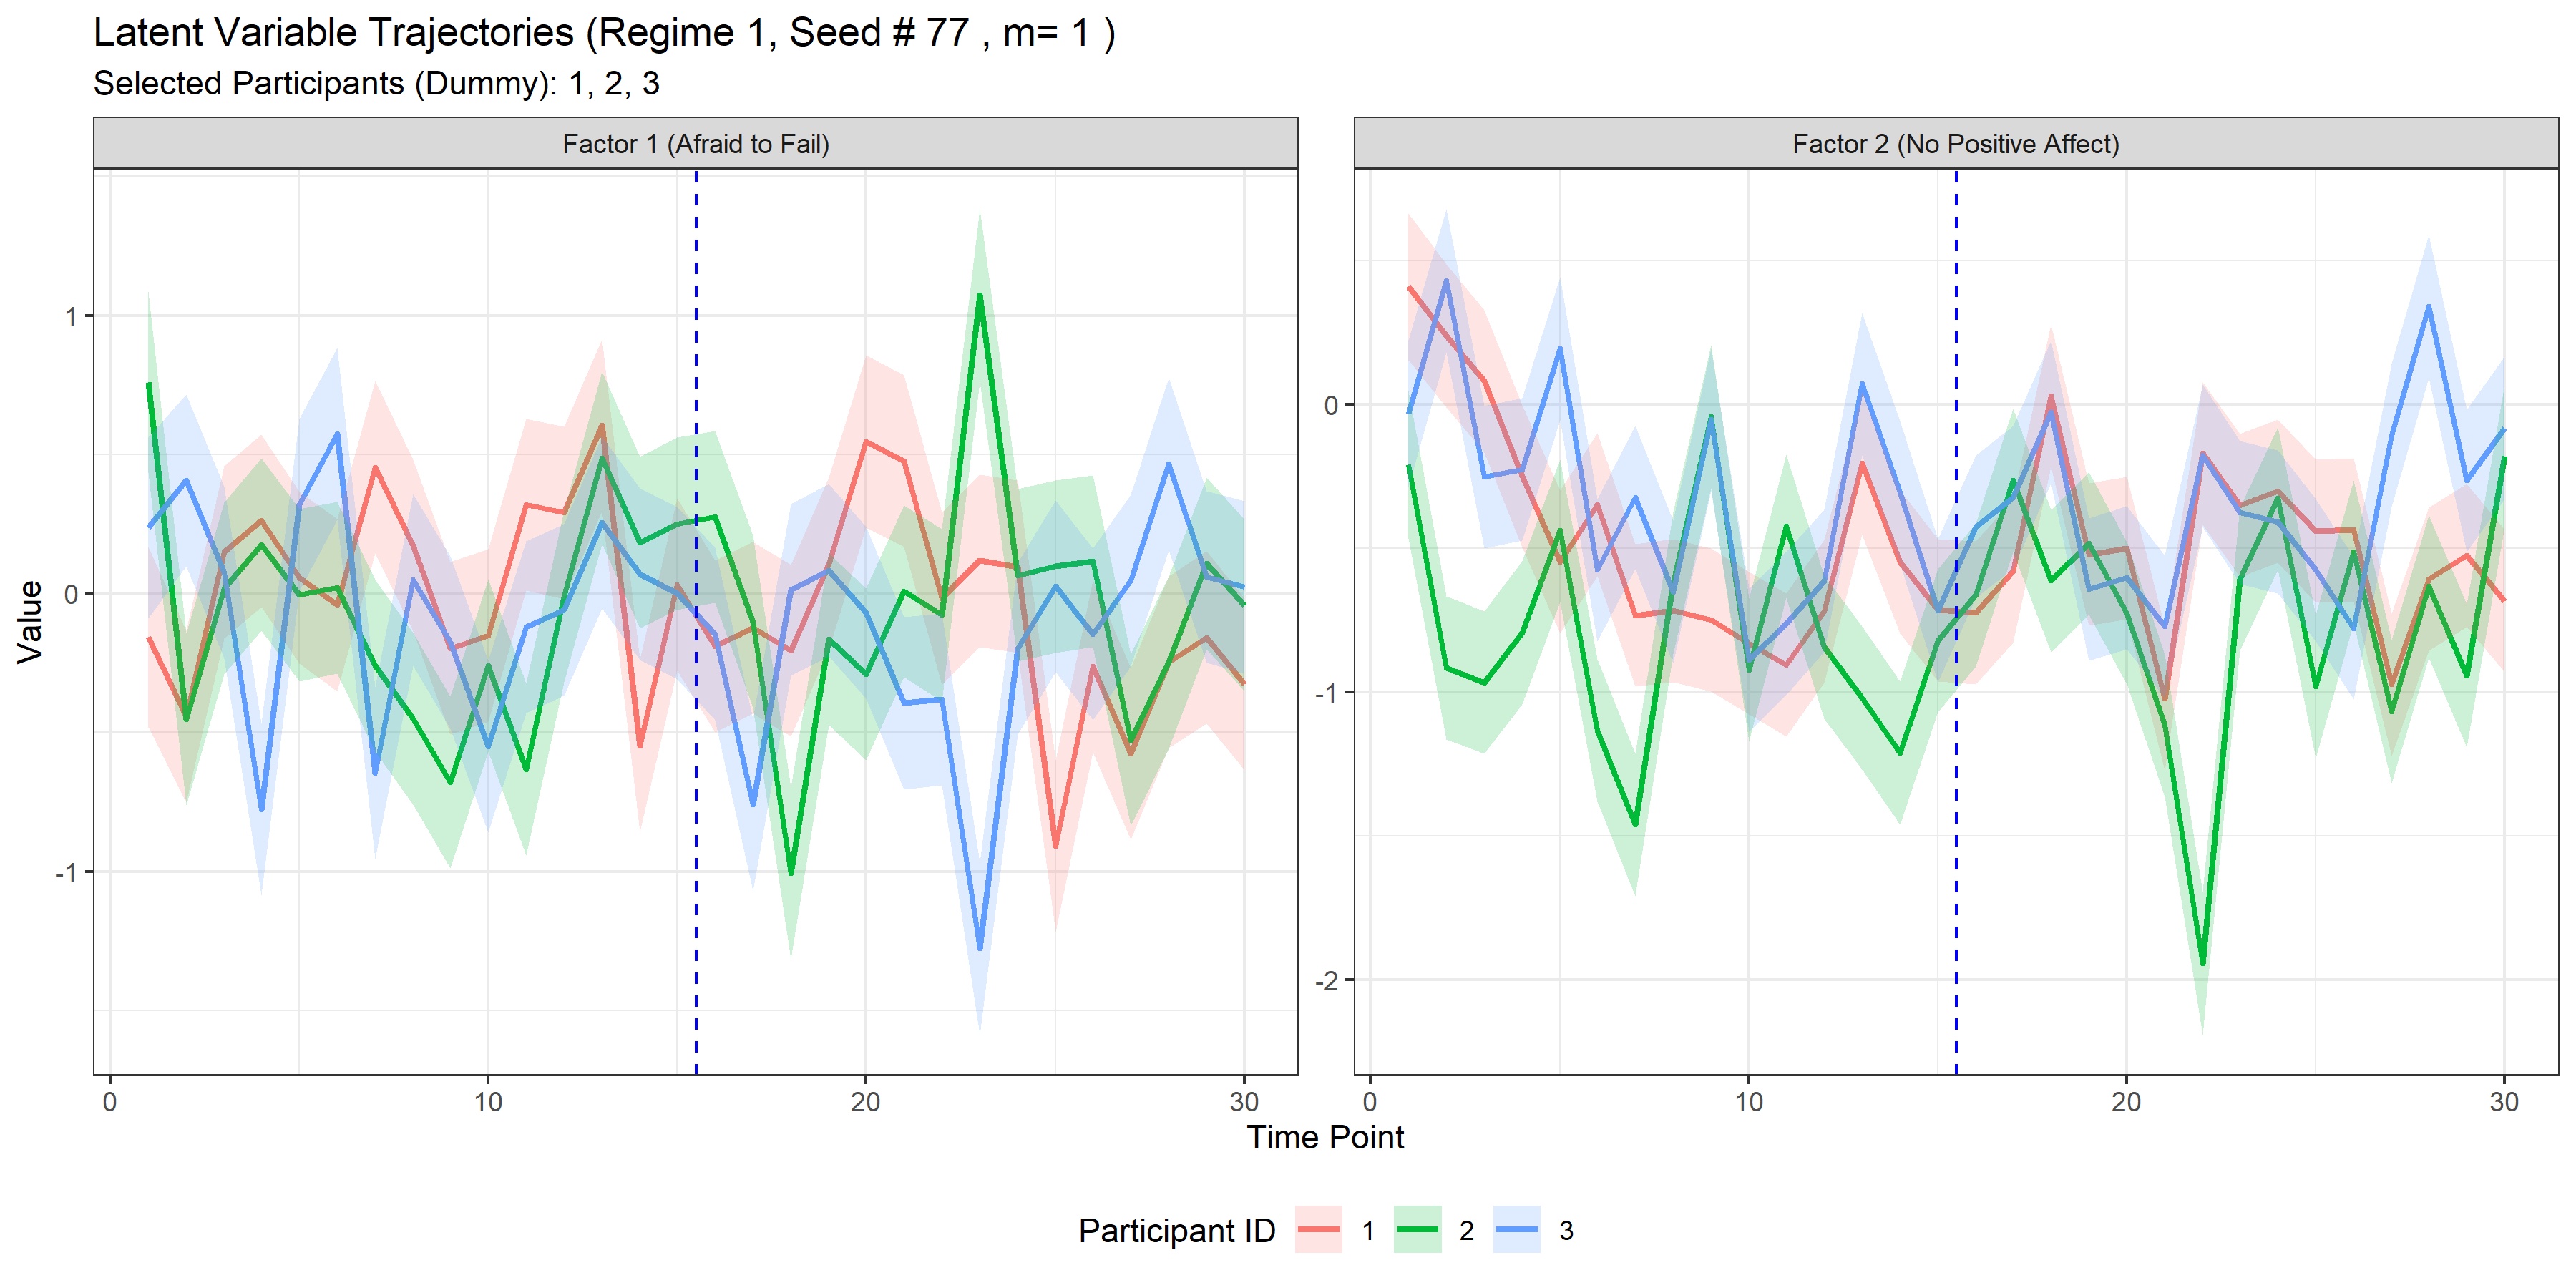 Latent Variable Trajectories (Regime 1, Seed # 77 , m= 1 )
Selected Participants (Dummy): 1, 2, 3
Factor 1 (Afraid to Fail)
Factor 2 (No Positive Affect)
Value
1
0
-1
0
-1
-2
0
10
20
30
0
10
20
30
Time Point
Participant ID 1 2 3